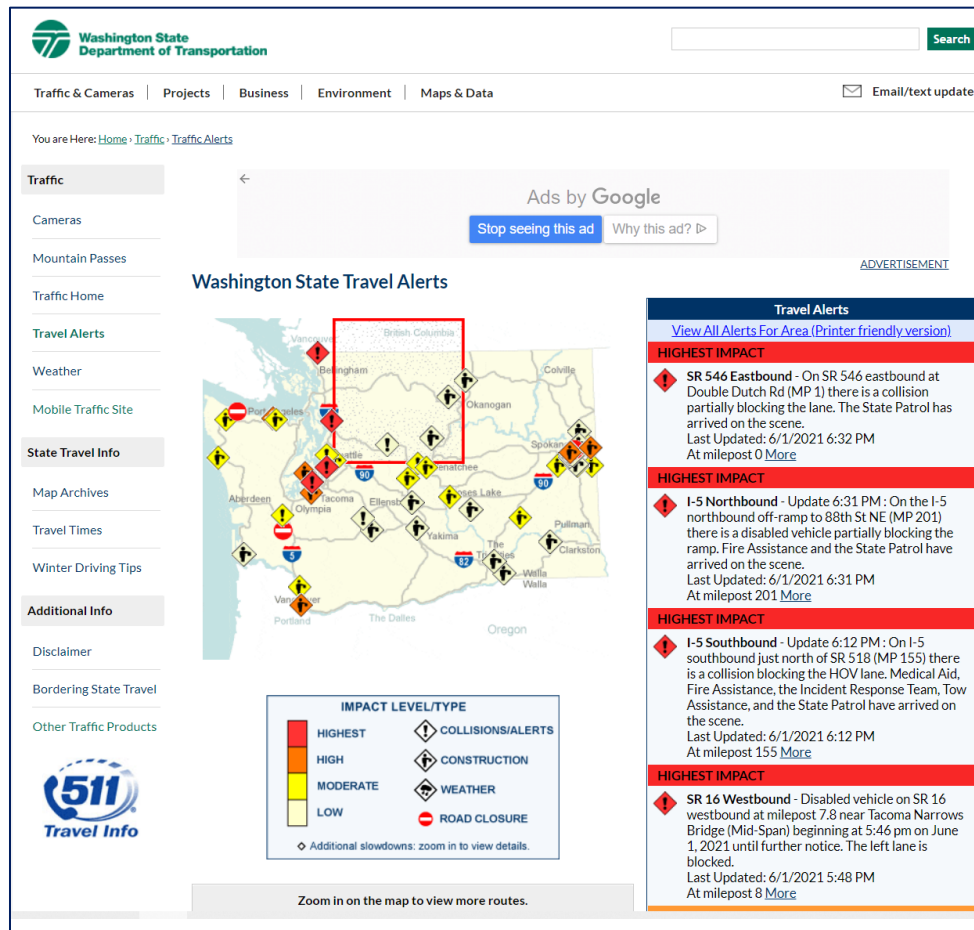 Washington State
Department of Transportation
Search
Traffic & Cameras
Projects
Business
Environment
Maps & Data
Email/text update
You are Here: Home › Traffic › Traffic Alerts
Traffic
Cameras
Mountain Passes
Traffic Home
Travel Alerts
Weather
Mobile Traffic Site
State Travel Info
Map Archives
Travel Times
Winter Driving Tips
Additional Info
Disclaimer
Bordering State Travel
Other Traffic Products
511
Travel Info
Ads by Google
Stop seeing this ad
Why this ad?
ADVERTISEMENT
Washington State Travel Alerts
British Columbia
Colville
Okanogan
90
90
Aberdeen
Tacoma
Olympia
Yakima
Pullman
Clarkston
5
82
Walla
Walla
Portland
The Dalles
Oregon
IMPACT LEVEL/TYPE
HIGHEST
HIGH
MODERATE
LOW
COLLISIONS/ALERTS
CONSTRUCTION
WEATHER
ROAD CLOSURE
Additional slowdowns: zoom in to view details.
Zoom in on the map to view more routes.
Travel Alerts
View All Alerts For Area (Printer friendly version)
HIGHEST IMPACT
SR 546 Eastbound - On SR 546 eastbound at
Double Dutch Rd (MP 1) there is a collision
partially blocking the lane. The State Patrol has
arrived on the scene.
Last Updated: 6/1/2021 6:32 PM
At milepost 0 More
HIGHEST IMPACT
I-5 Northbound - Update 6:31 PM : On the I-5
northbound off-ramp to 88th St NE (MP 201)
there is a disabled vehicle partially blocking the
ramp. Fire Assistance and the State Patrol have
arrived on the scene.
Last Updated: 6/1/2021 6:31 PM
At milepost 201 More
HIGHEST IMPACT
I-5 Southbound - Update 6:12 PM : On I-5
southbound just north of SR 518 (MP 155) there
is a collision blocking the HOV lane. Medical Aid,
Fire Assistance, the Incident Response Team, Tow
Assistance, and the State Patrol have arrived on
the scene.
Last Updated: 6/1/2021 6:12 PM
At milepost 155 More
HIGHEST IMPACT
SR 16 Westbound - Disabled vehicle on SR 16
westbound at milepost 7.8 near Tacoma Narrows
Bridge (Mid-Span) beginning at 5:46 pm on June
1, 2021 until further notice. The left lane is
blocked.
Last Updated: 6/1/2021 5:48 PM
At milepost 8 More